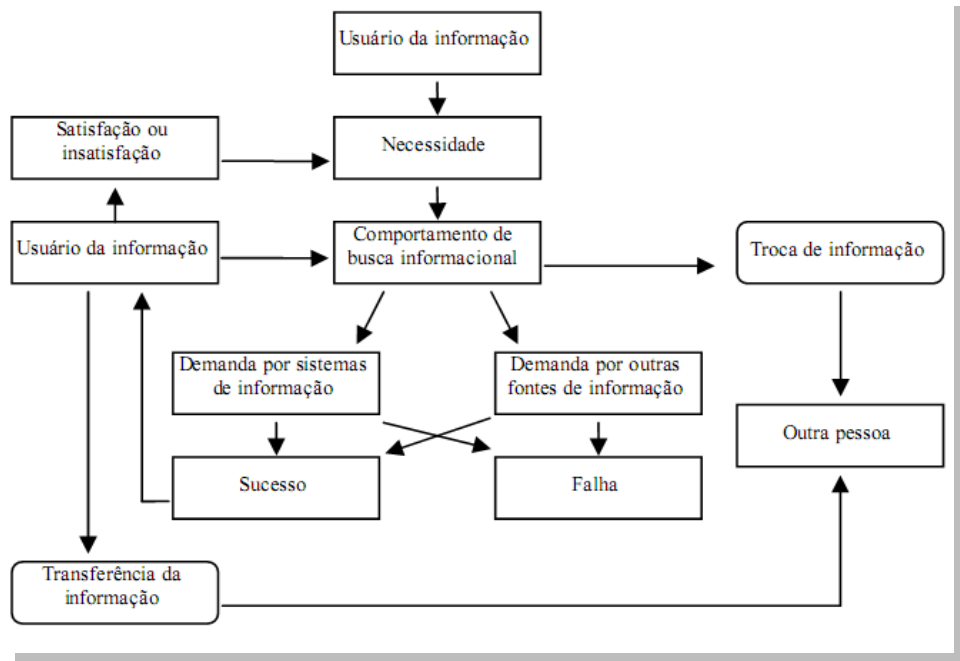 Usuário da informação
Satisfação ou
insatisfação
Necessidade
Usuário da informação
Comportamento de
busca informacional
Troca de informação
Demanda por sistemas
de informação
Demanda por outras
fontes de informação
Outra pessoa
Sucesso
Falha
Transferência da
informação